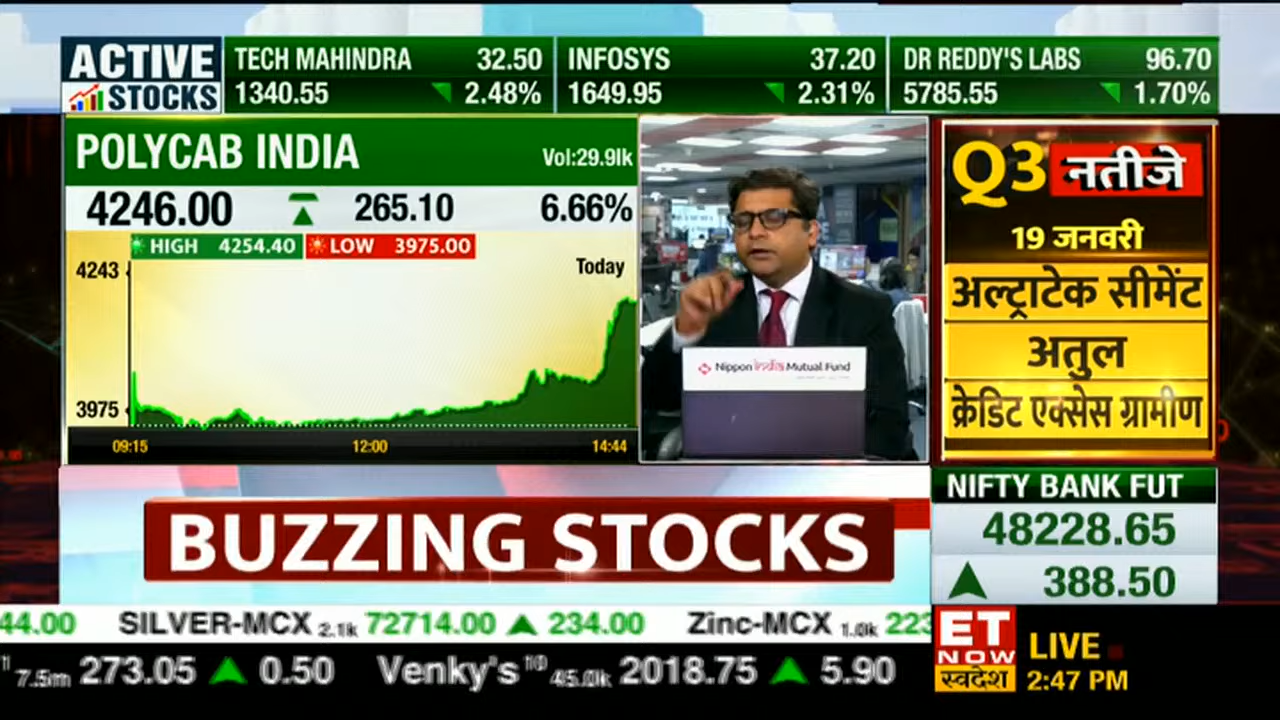 ACTIVE
STOCKS
TECH MAHINDRA 32.50
1340.55 2.48%
INFOSYS 37.20
1649.95 2.31%
DR REDDY'S LABS 96.70
5785.55 1.70%
POLYCAB INDIA Vol:29.9lk
4246.00 265.10 6.66%
HIGH 4254.40 LOW 3975.00
4243
Today
3975
09:15 12:00 14:44
Nippon India Mutual Fund
Q3 नतीजे
19 जनवरी
अल्ट्राटेक सीमेंट
अतुल
क्रेडिट एक्सेस ग्रामीण
BUZZING STOCKS
NIFTY BANK FUT
48228.65
388.50
44.00 SILVER-MCX 2.1k 72714.00 234.00 Zinc-MCX 1.0k 223
7.5m 273.05 0.50 Venky's 45.0k 2018.75 5.90
ET
NOW
स्वदेश
LIVE
2:47 PM